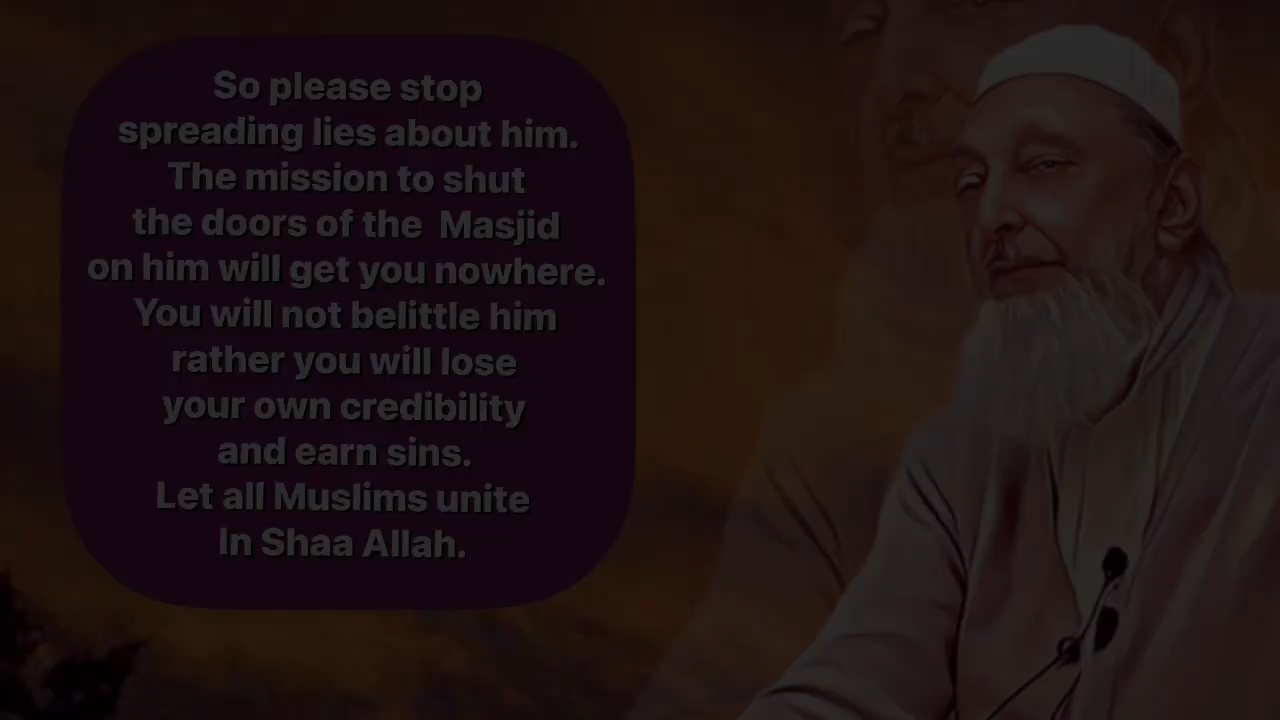 So please stop
spreading lies about him.
The mission to shut
the doors of the Masjid
on him will get you nowhere.
You will not belittle him
rather you will lose
your own credibility
and earn sins.
Let all Muslims unite
In Shaa Allah.